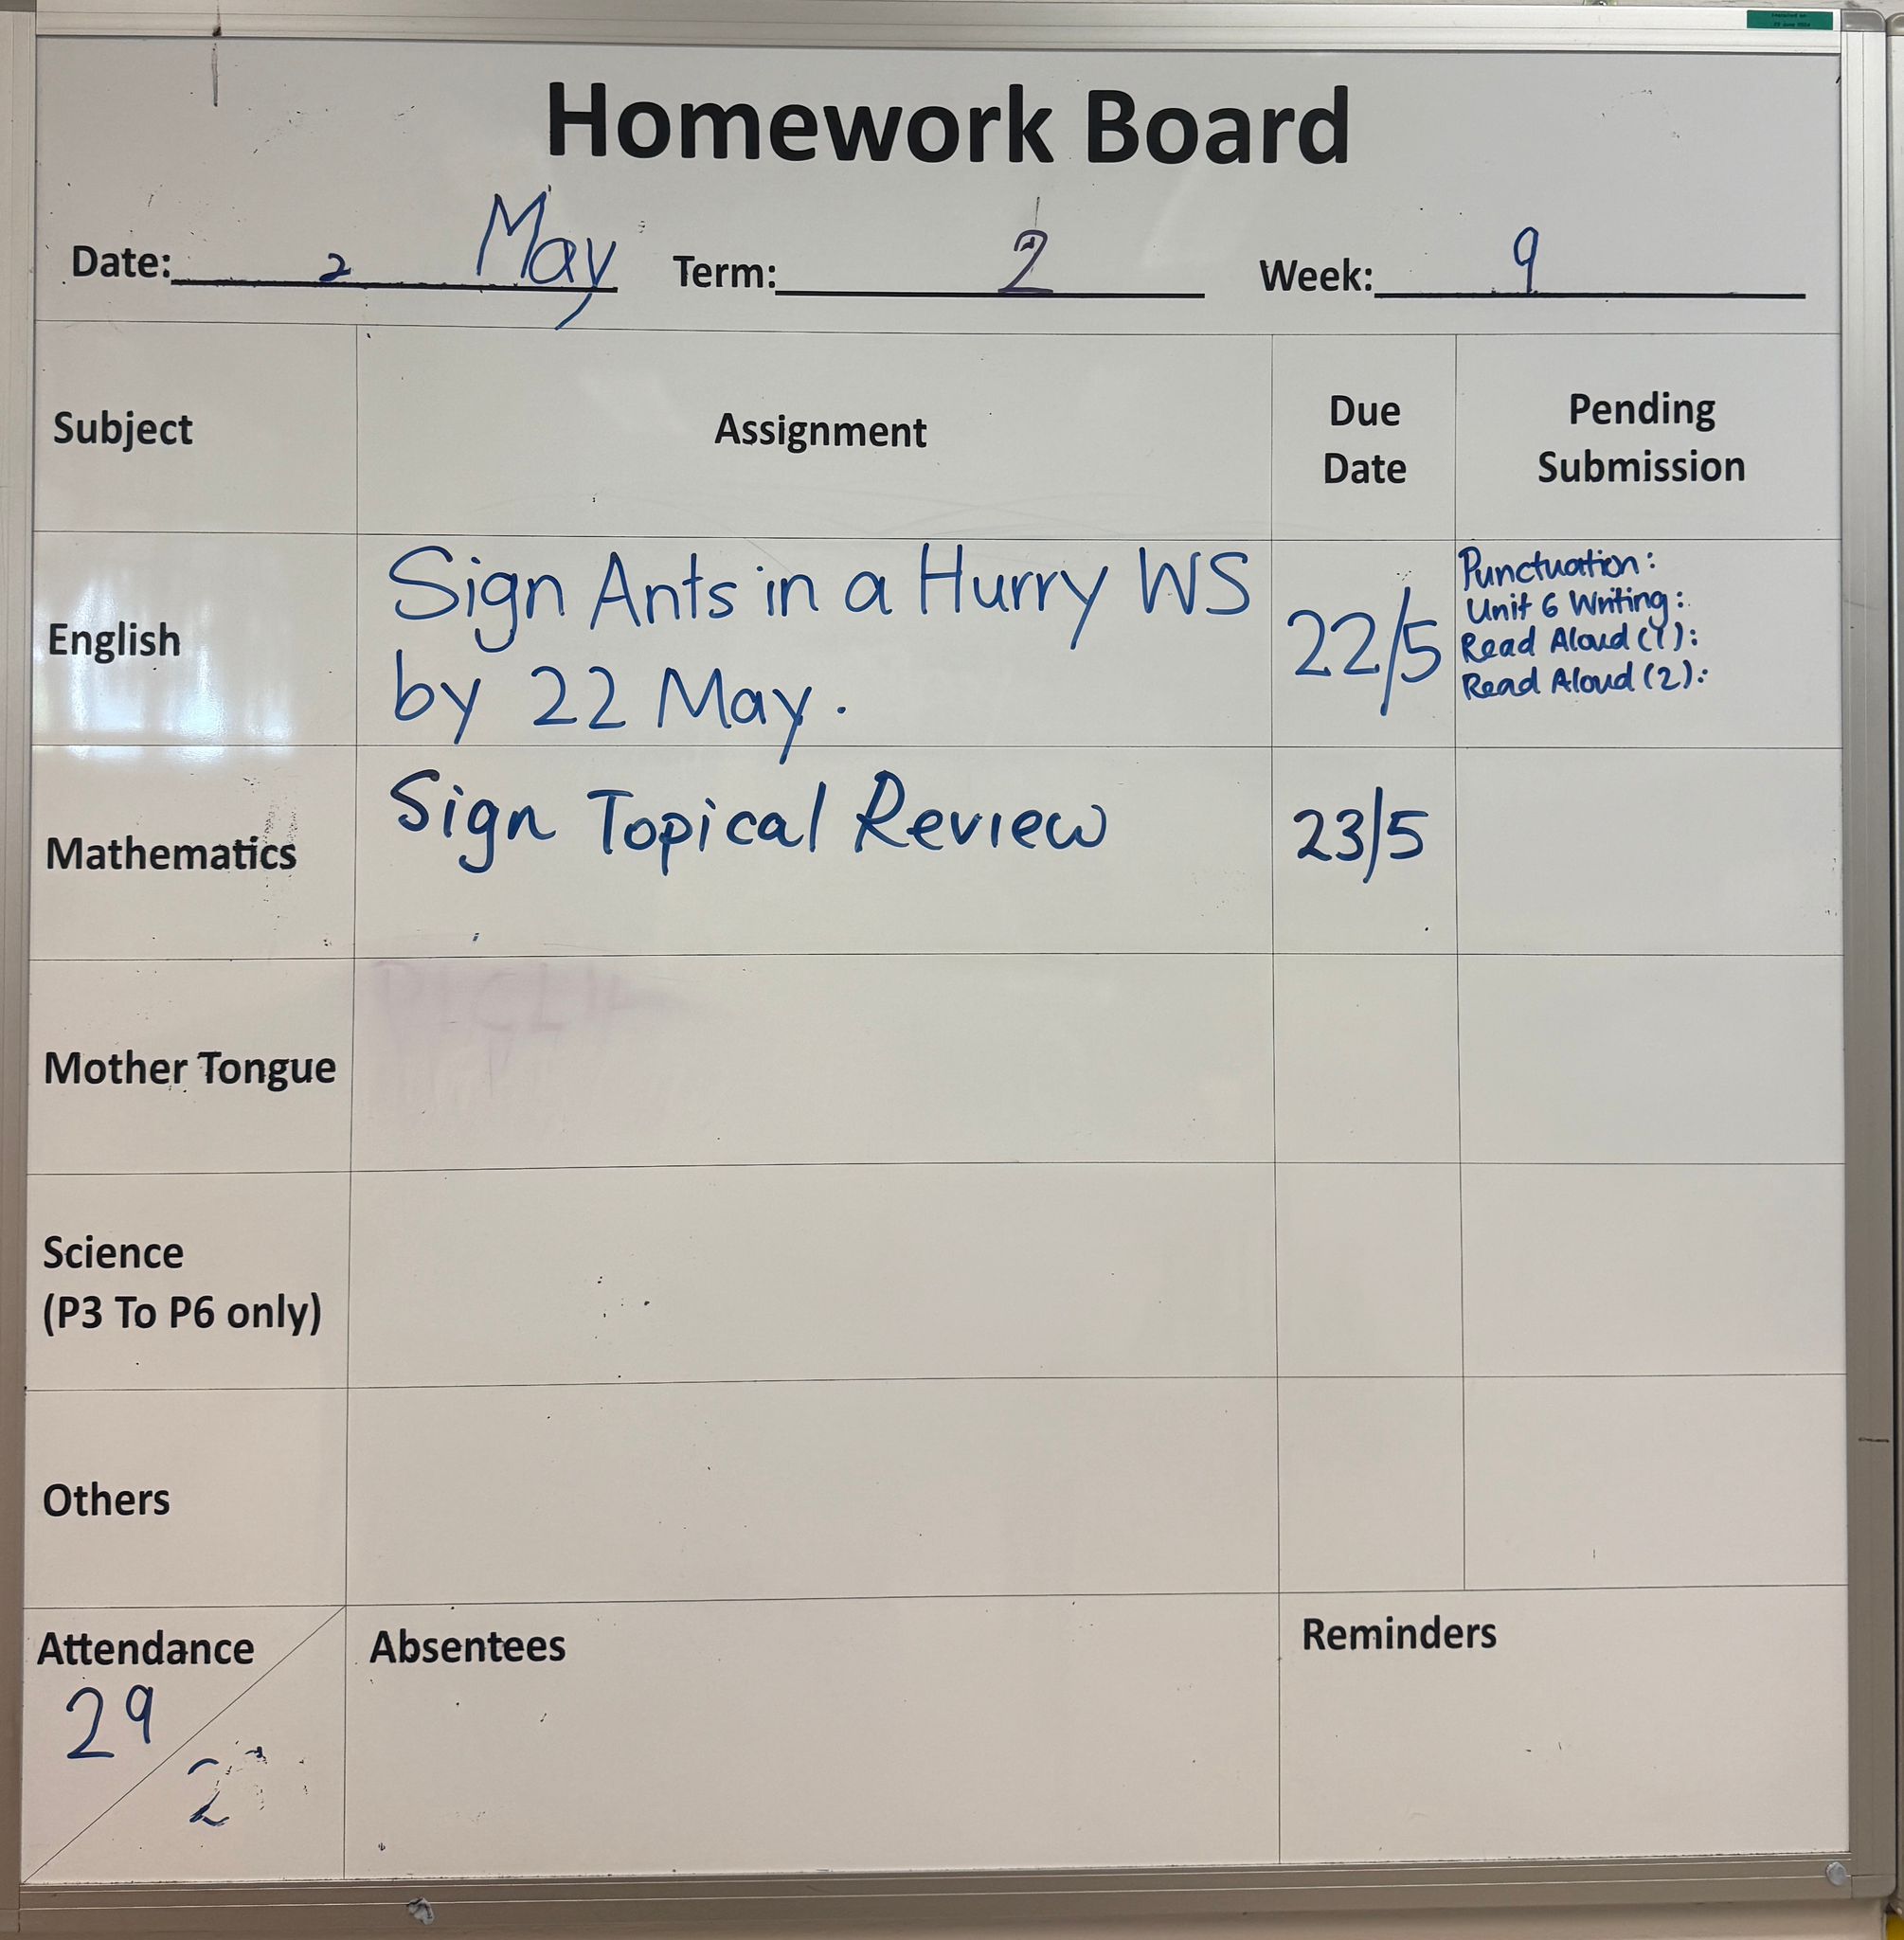 Homework Board
Date: 2 May Term: 2 Week: 9
Subject
Assignment
Due
Date
Pending
Submission
English
Sign Ants in a Hurry WS
by 22 May.
22/5
Punctuation:
Unit 6 Writing:
Read Aloud (1):
Read Aloud (2):
Mathematics
Sign Topical Review
23/5
Mother Tongue
Science
(P3 To P6 only)
Others
Attendance
29
Absentees
Reminders